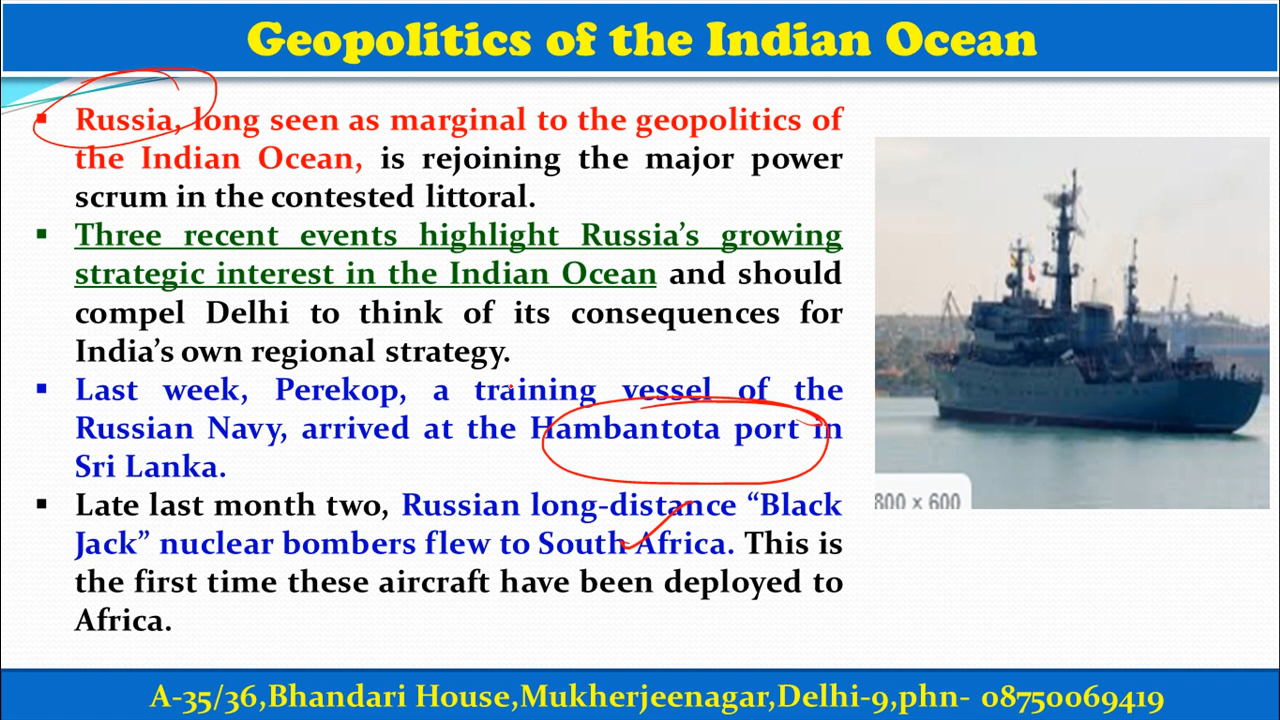 Geopolitics of the Indian Ocean
▪ Russia, long seen as marginal to the geopolitics of
the Indian Ocean, is rejoining the major power
scrum in the contested littoral.
▪ Three recent events highlight Russia’s growing
strategic interest in the Indian Ocean and should
compel Delhi to think of its consequences for
India’s own regional strategy.
▪ Last week, Perekop, a training vessel of the
Russian Navy, arrived at the Hambantota port in
Sri Lanka.
▪ Late last month two, Russian long-distance “Black
Jack” nuclear bombers flew to South Africa. This is
the first time these aircraft have been deployed to
Africa.
800 x 600
A-35/36,Bhandari House,Mukherjeenagar,Delhi-9,phn- 08750069419